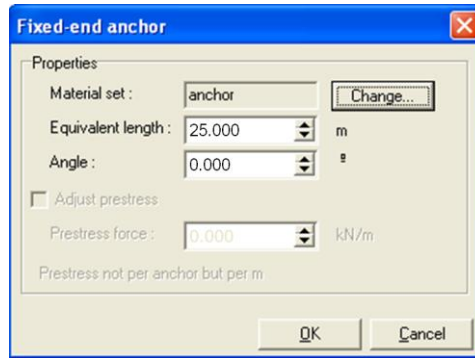 Fixed-end anchor
Properties
Material set : anchor Change...
Equivalent length : 25.000 m
Angle : 0.000 º
Adjust prestress
Prestress force : 0.000 kN/m
Prestress not per anchor but per m
OK Cancel